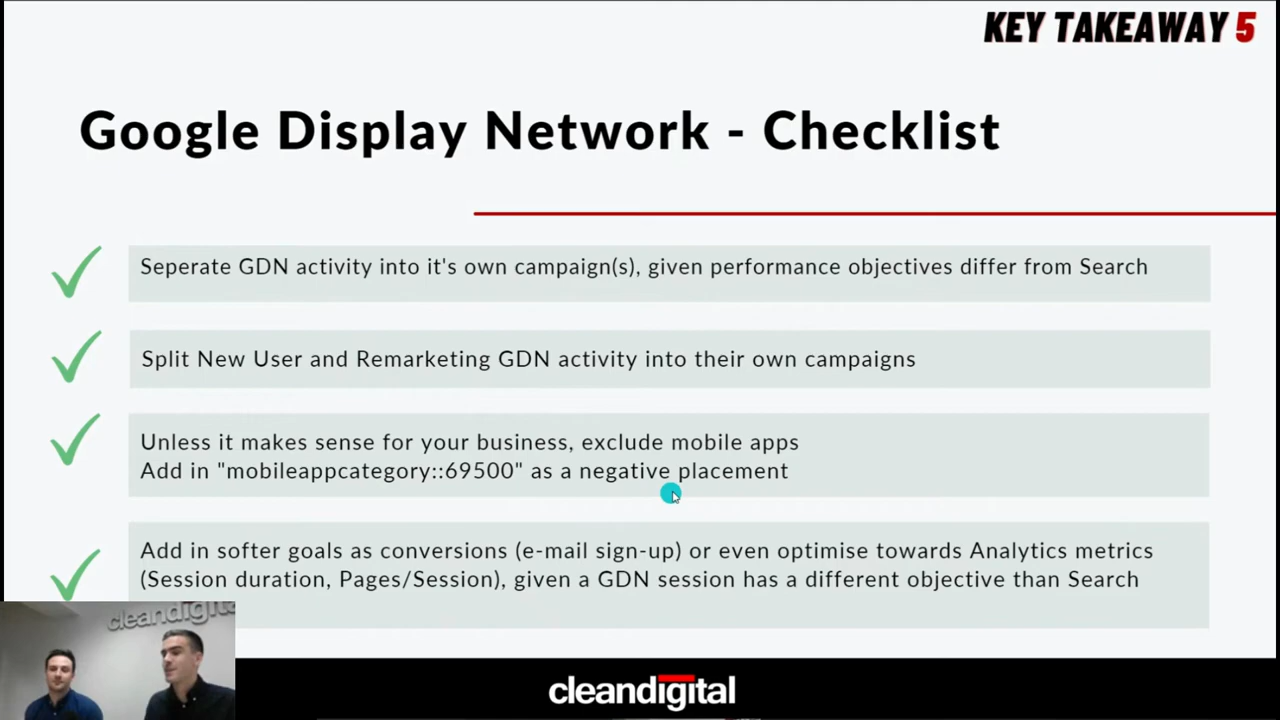 KEY TAKEAWAY 5
Google Display Network - Checklist
Seperate GDN activity into it's own campaign(s), given performance objectives differ from Search
Split New User and Remarketing GDN activity into their own campaigns
Unless it makes sense for your business, exclude mobile apps
Add in "mobileappcategory::69500" as a negative placement
Add in softer goals as conversions (e-mail sign-up) or even optimise towards Analytics metrics
(Session duration, Pages/Session), given a GDN session has a different objective than Search
cleandigita
cleandigital